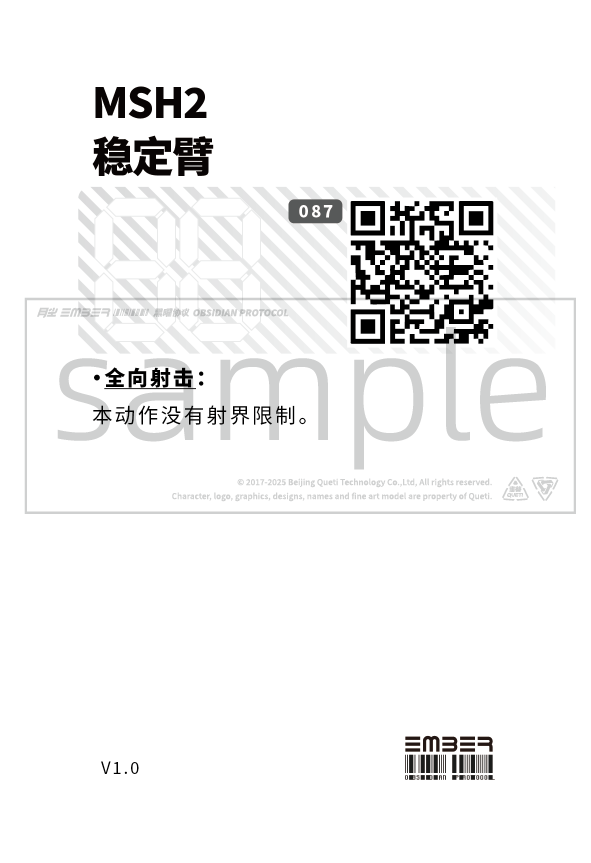 MSH2
稳定臂
087
EMBER
OBSIDIAN PROTOCOL
sample
•全向射击：
本动作没有射界限制。
© 2017-2025 Beijing Queti Technology Co.,Ltd, All rights reserved.
Character, logo, graphics, designs, names and fine art model are property of Queti.
QUETI
V1.0
EMBER